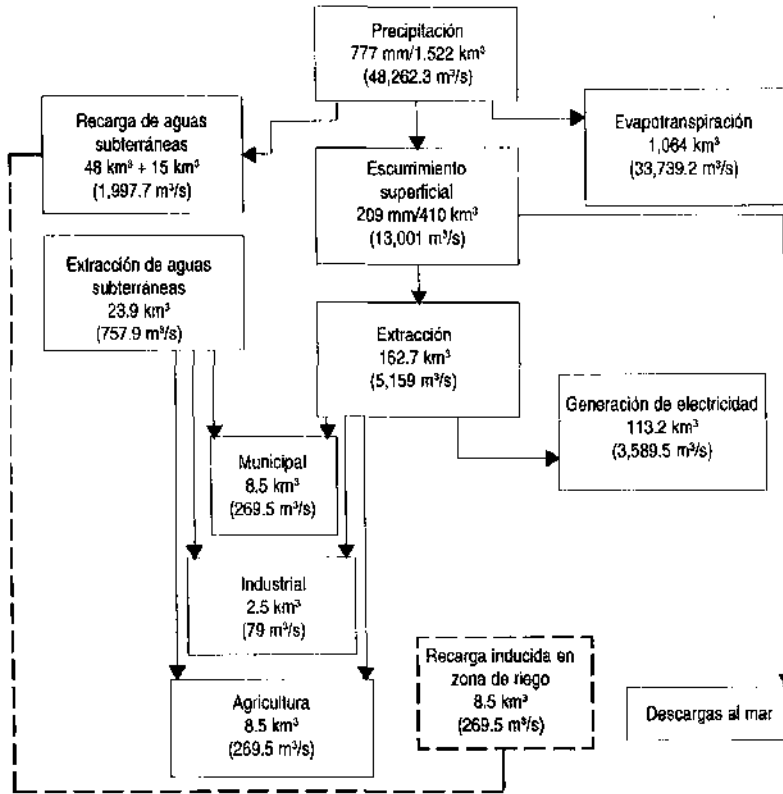 Precipitación
777 mm/1.522 km³
(48,262.3 m³/s)
Recarga de aguas
subterráneas
48 km³ + 15 km³
(1,997.7 m³/s)
Escurrimiento
superficial
209 mm/410 km³
(13,001 m³/s)
Evapotranspiración
1,064 km³
(33,739.2 m³/s)
Extracción de aguas
subterráneas
23.9 km³
(757.9 m³/s)
Extracción
162.7 km³
(5,159 m³/s)
Generación de electricidad
113.2 km³
(3,589.5 m³/s)
Municipal
8.5 km³
(269.5 m³/s)
Industrial
2.5 km³
(79 m³/s)
Agricultura
8.5 km³
(269.5 m³/s)
Recarga inducida en
zona de riego
8.5 km³
(269.5 m³/s)
Descargas al mar